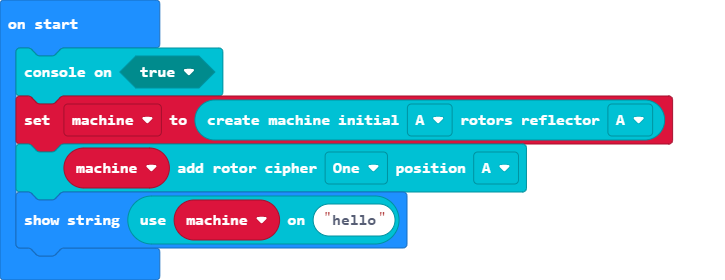 on start
console on true
set machine to create machine initial A rotors reflector A
machine add rotor cipher One position A
show string use machine on "hello"